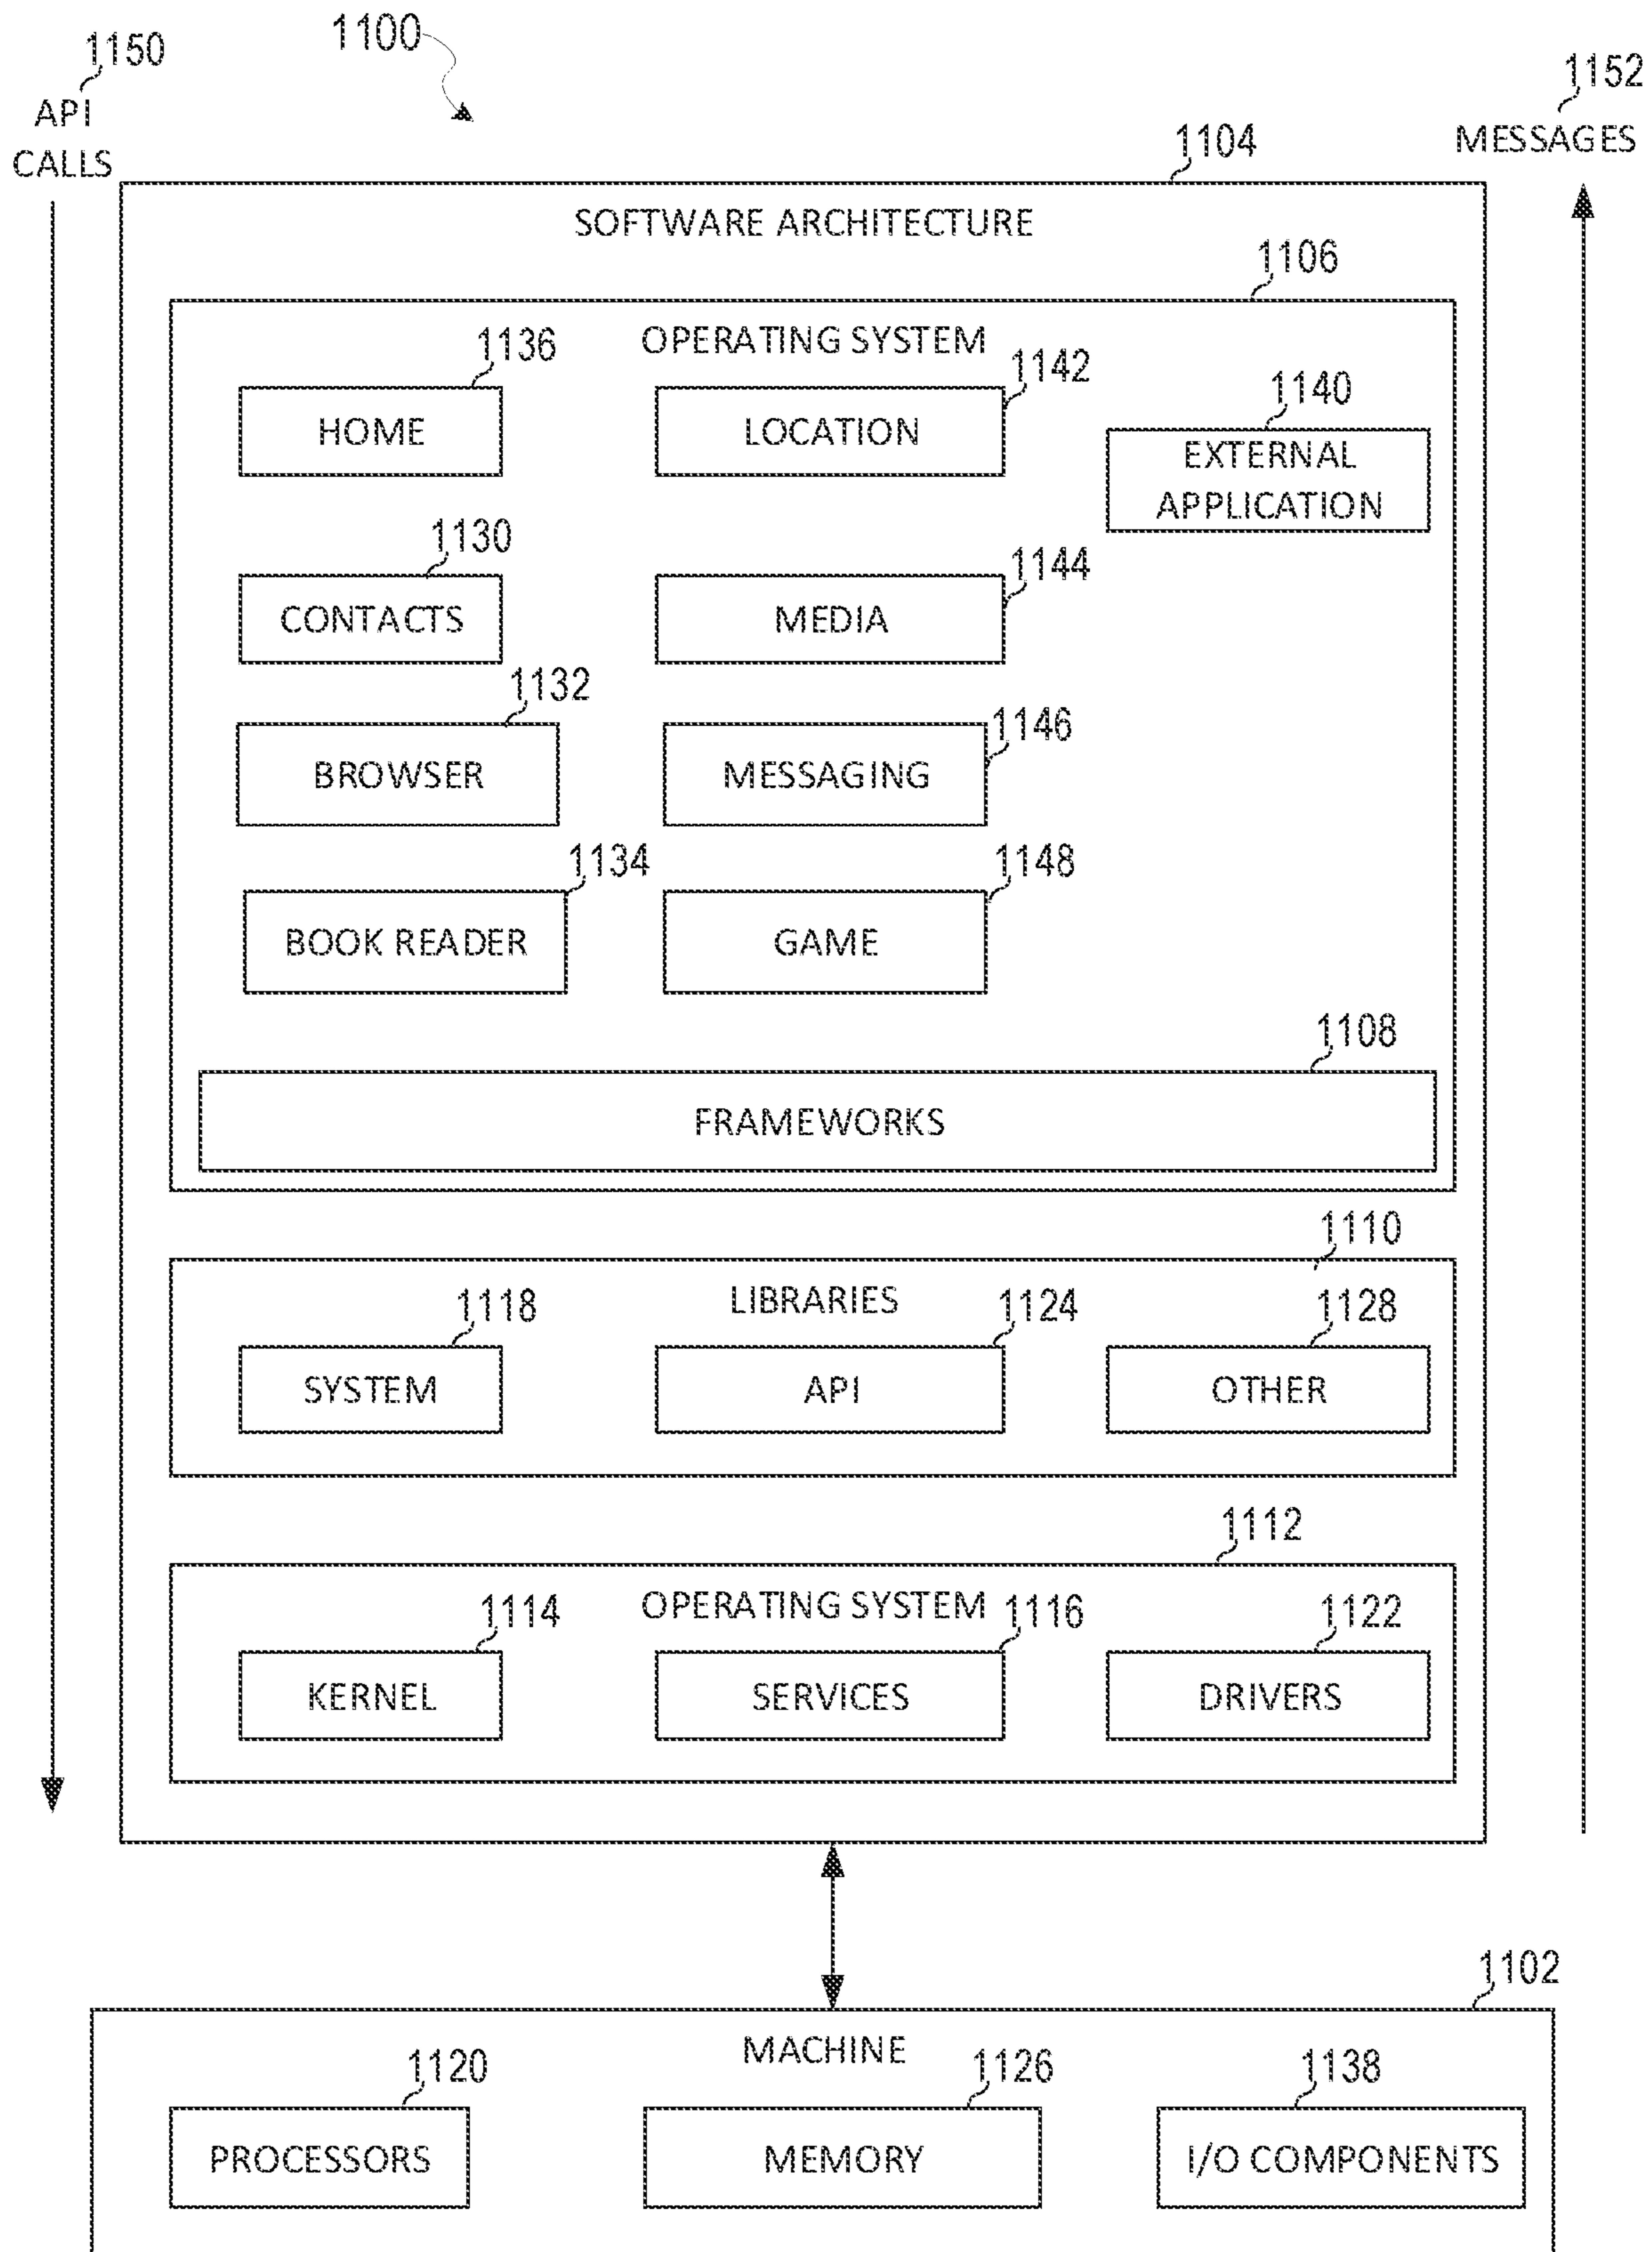 1150
API
CALLS
1100
1152
MESSAGES
1104
SOFTWARE ARCHITECTURE
1106
OPERATING SYSTEM
1136
HOME
1142
LOCATION
1140
EXTERNAL
APPLICATION
1130
CONTACTS
1144
MEDIA
1132
BROWSER
1146
MESSAGING
1134
BOOK READER
1148
GAME
1108
FRAMEWORKS
1110
LIBRARIES
1118
SYSTEM
1124
API
1128
OTHER
1112
OPERATING SYSTEM
1114
KERNEL
1116
SERVICES
1122
DRIVERS
1102
MACHINE
1120
PROCESSORS
1126
MEMORY
1138
I/O COMPONENTS